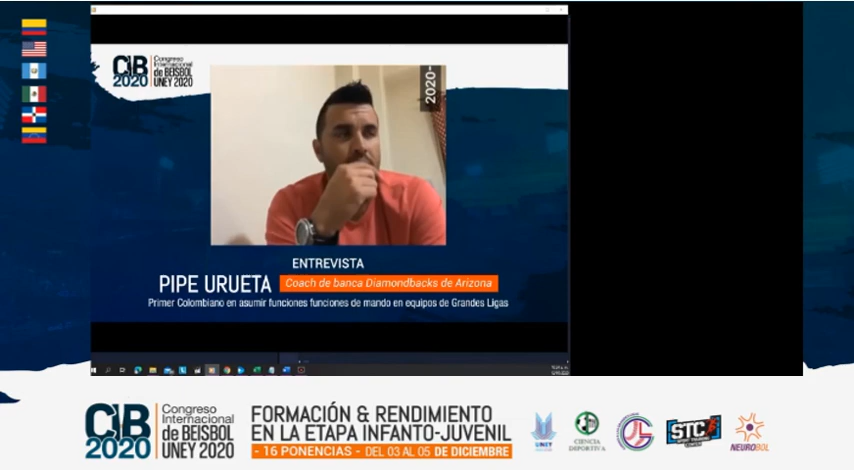 CIB
2020
Congreso
Internacional
de BEISBOL
UNEY 2020
2020-
ENTREVISTA
PIPE URUETA
Coach de banca Diamondbacks de Arizona
Primer Colombiano en asumir funciones funciones de mando en equipos de Grandes Ligas
CIB
2020
Congreso
Internacional
de BEISBOL
UNEY 2020
FORMACIÓN & RENDIMIENTO
EN LA ETAPA INFANTO-JUVENIL
- 16 PONENCIAS - DEL 03 AL 05 DE DICIEMBRE
UNEY
CIENCIA
DEPORTIVA
STC
NEUROBOL